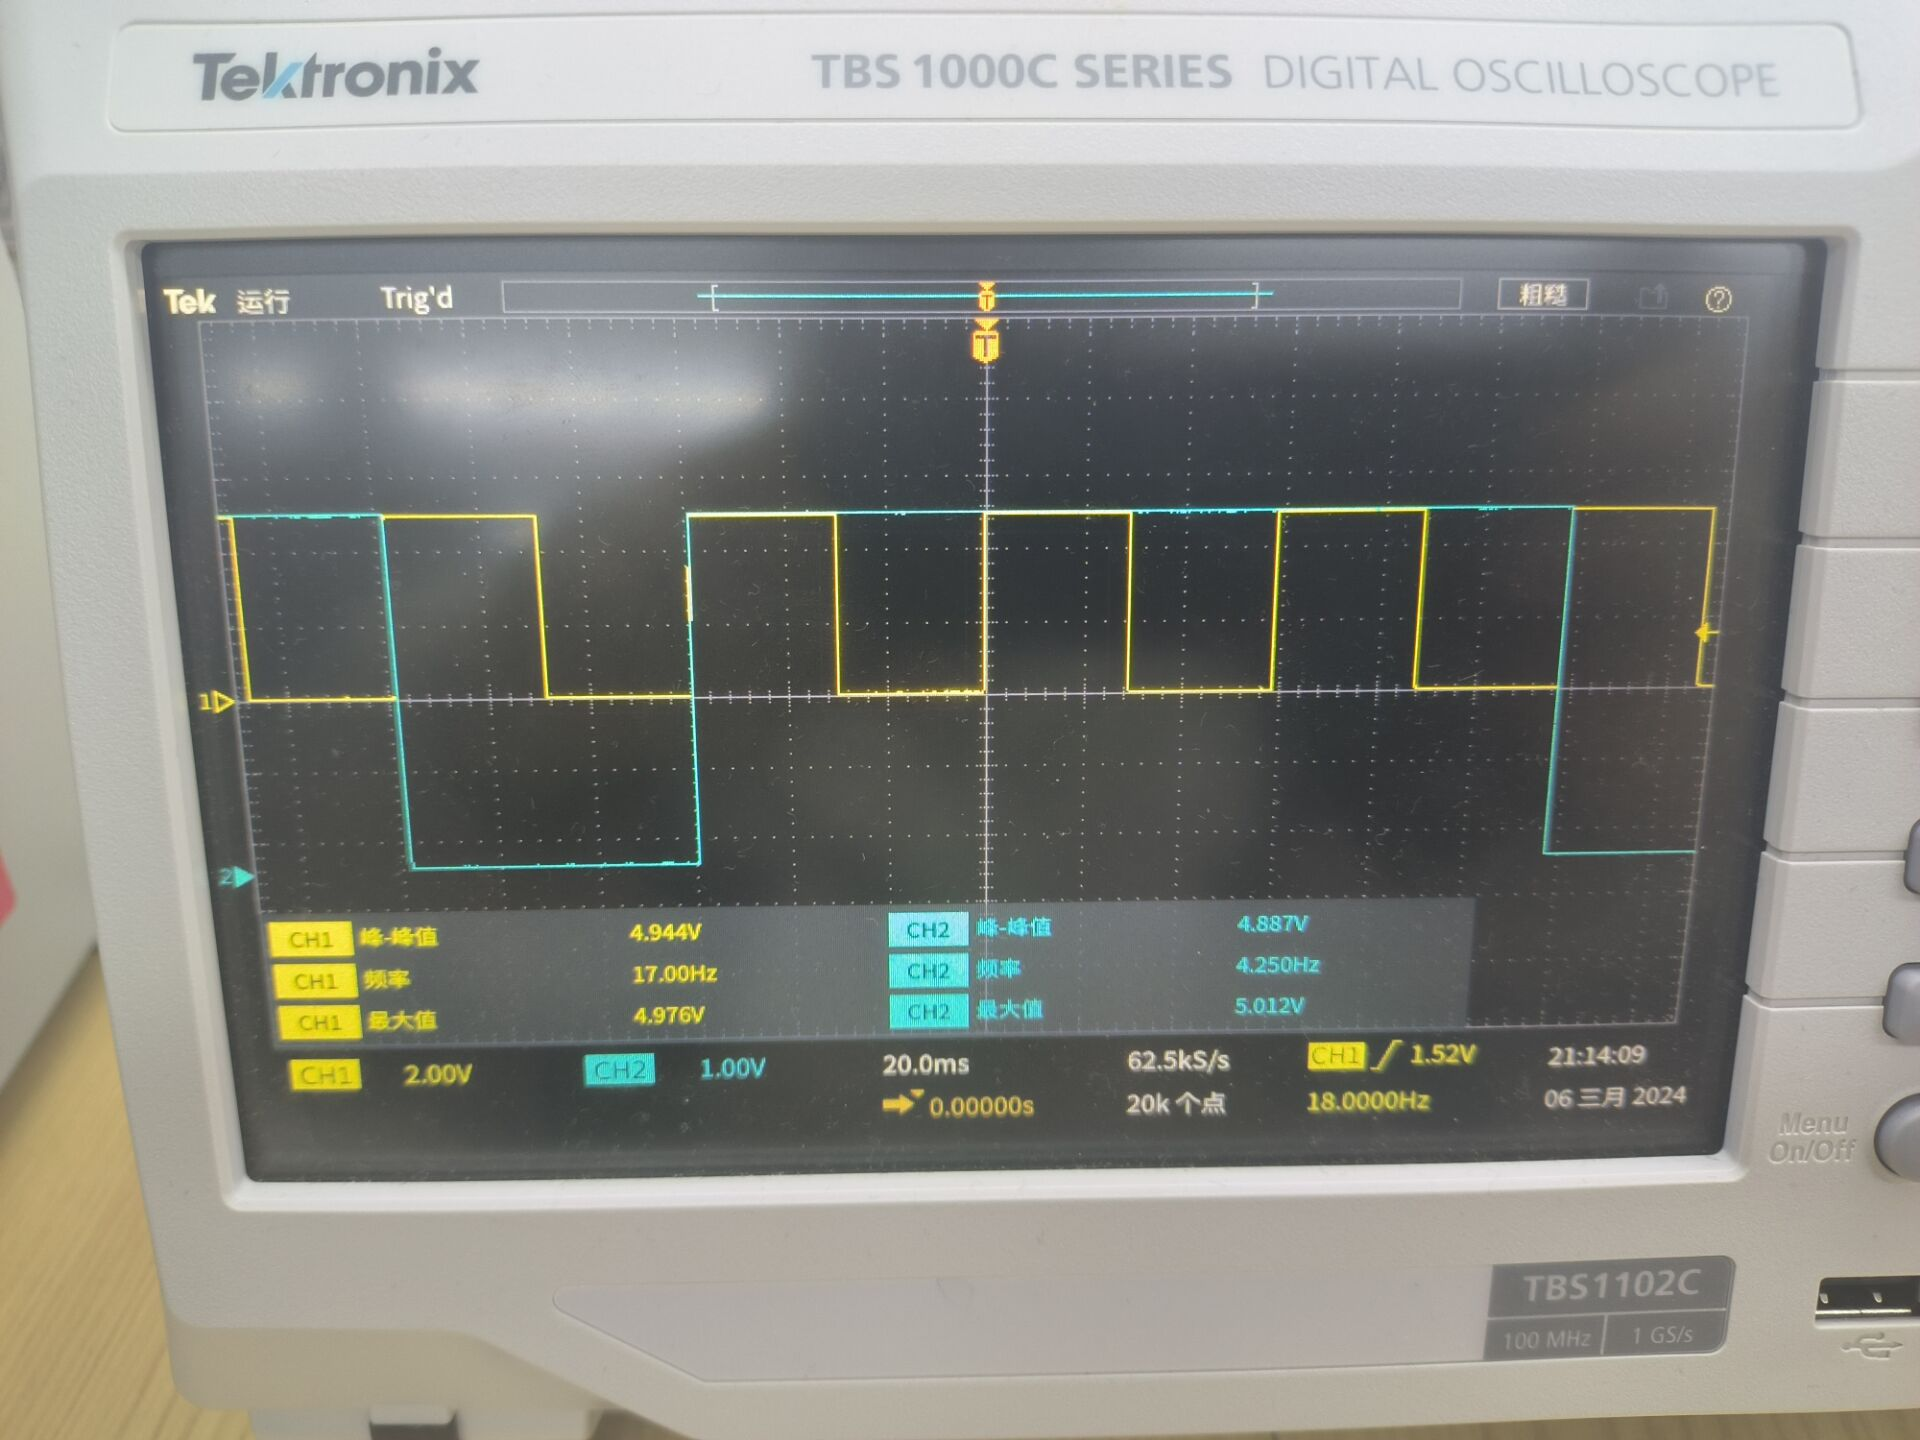 Tektronix TBS 1000C SERIES DIGITAL OSCILLOSCOPE
Tek 运行 Trig'd T 粗糙 ?
T
1
2
CH1 峰-峰值 4.944V CH2 峰-峰值 4.887V
CH1 频率 17.00Hz CH2 频率 4.250Hz
CH1 最大值 4.976V CH2 最大值 5.012V
CH1 2.00V CH2 1.00V 20.0ms 62.5kS/s CH1 1.52V 21:14:09
0.00000s 20k 个点 18.0000Hz 06 三月 2024
Menu
On/Off
TBS1102C
100 MHz 1 GS/s